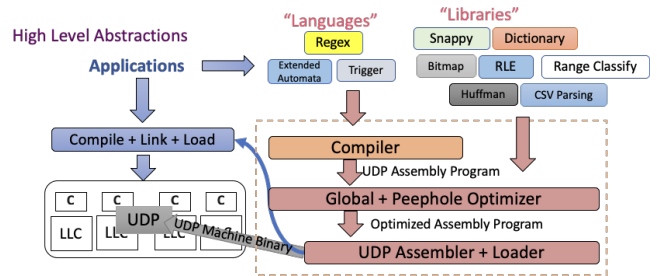 High Level Abstractions
Applications
"Languages"
Regex
Extended
Automata
Trigger
"Libraries"
Snappy
Dictionary
Bitmap
RLE
Range Classify
Huffman
CSV Parsing
Compile + Link + Load
Compiler
UDP Assembly Program
Global + Peephole Optimizer
Optimized Assembly Program
UDP Assembler + Loader
C
C
C
C
UDP
LLC
LLC
LLC
UDP Machine Binary